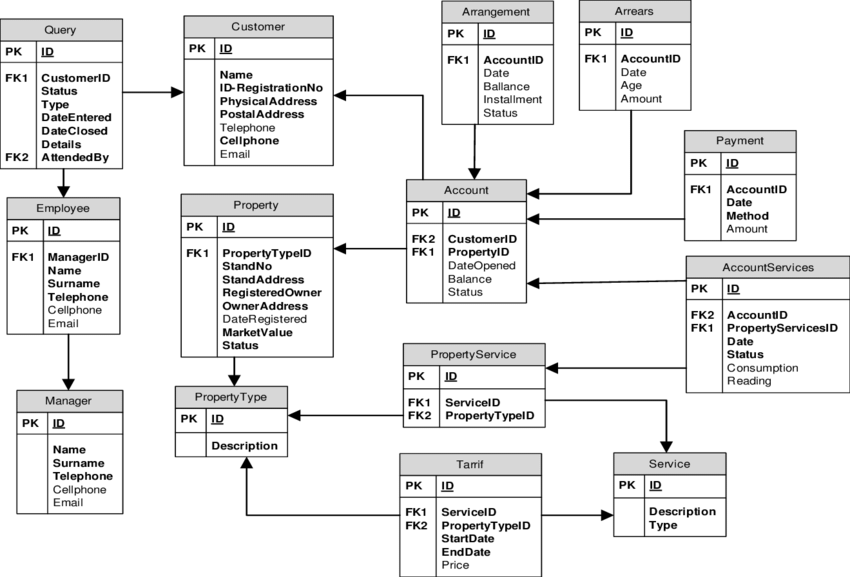 Query
PK ID
FK1 CustomerID
Status
Type
DateEntered
DateClosed
Details
FK2 AttendedBy
Customer
PK ID
Name
ID-RegistrationNo
PhysicalAddress
PostalAddress
Telephone
Cellphone
Email
Arrangement
PK ID
FK1 AccountID
Date
Ballance
Installment
Status
Arrears
PK ID
FK1 AccountID
Date
Age
Amount
Payment
PK ID
FK1 AccountID
Date
Method
Amount
Employee
PK ID
FK1 ManagerID
Name
Surname
Telephone
Cellphone
Email
Property
PK ID
FK1 PropertyTypeID
StandNo
StandAddress
RegisteredOwner
OwnerAddress
DateRegistered
MarketValue
Status
Account
PK ID
FK2 CustomerID
FK1 PropertyID
DateOpened
Balance
Status
AccountServices
PK ID
FK2 AccountID
FK1 PropertyServicesID
Date
Status
Consumption
Reading
Manager
PK ID
Name
Surname
Telephone
Cellphone
Email
PropertyType
PK ID
Description
PropertyService
PK ID
FK1 ServiceID
FK2 PropertyTypeID
Tarrif
PK ID
FK1 ServiceID
FK2 PropertyTypeID
StartDate
EndDate
Price
Service
PK ID
Description
Type